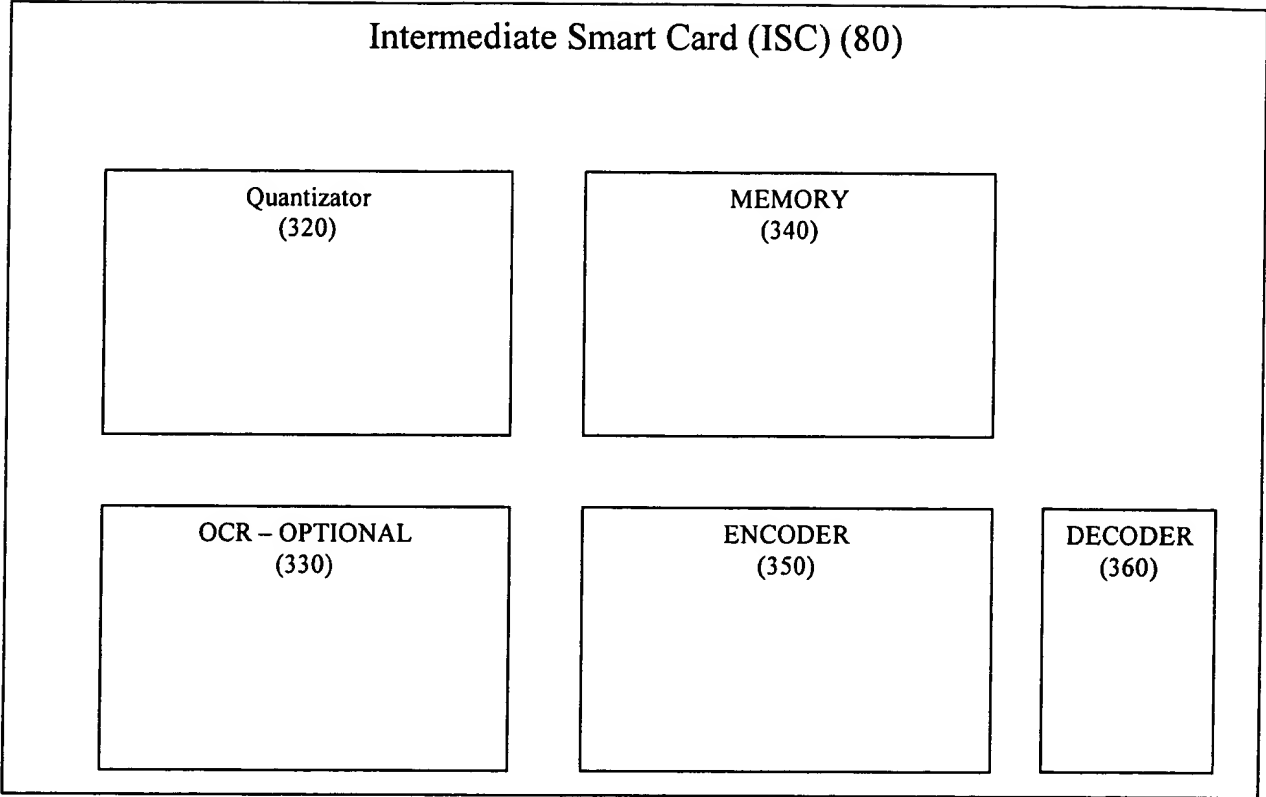 Intermediate Smart Card (ISC) (80)
Quantizator
(320)
MEMORY
(340)
OCR – OPTIONAL
(330)
ENCODER
(350)
DECODER
(360)